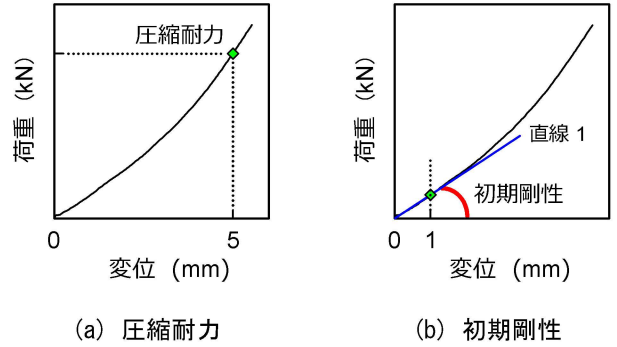 圧縮耐力
荷重 (kN)
0
5
変位 (mm)
(a) 圧縮耐力
直線 1
初期剛性
荷重 (kN)
0
1
変位 (mm)
(b) 初期剛性